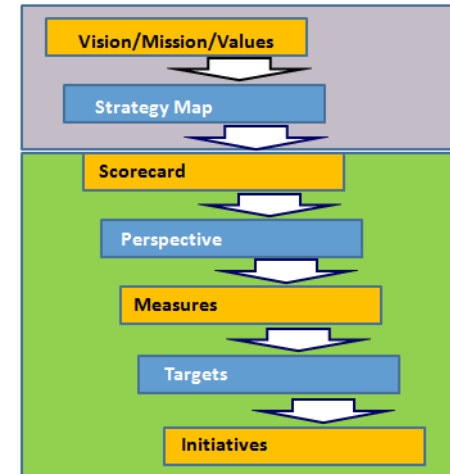 Vision/Mission/Values
Strategy Map
Scorecard
Perspective
Measures
Targets
Initiatives